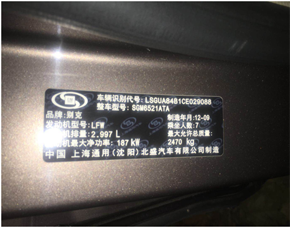 车辆识别代号: LSGUA8481CE029088
整车型号: SGM6521ATA
品牌: 别克
制造年月: 12-09
发动机型号: LFW
限乘人数: 7
发动机排量: 2.997 L
最大允许总质量:
发动机最大净功率: 187 kW
2470 kg
中国 上海通用(沈阳)北盛汽车有限公司制造